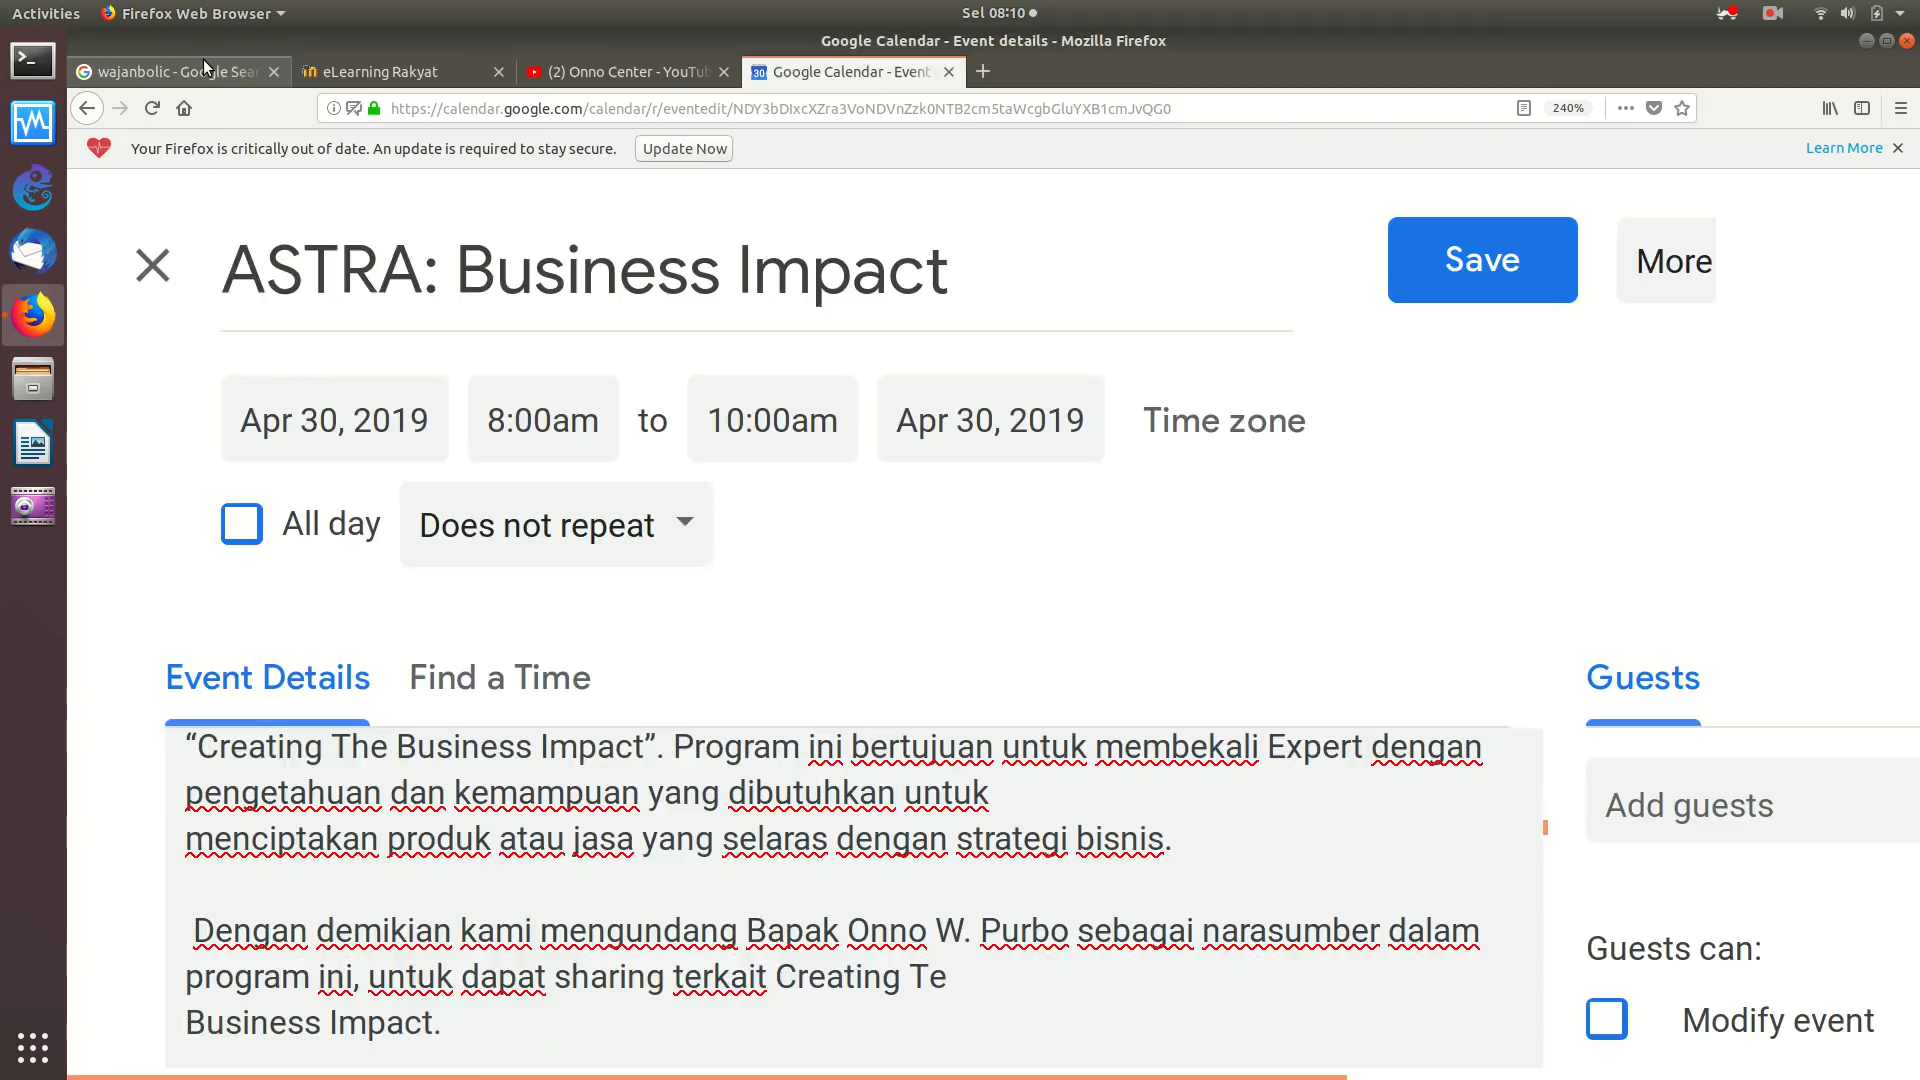 Activities Firefox Web Browser Sel 08:10
Google Calendar - Event details - Mozilla Firefox
wajanbolic - Google Sear eLearning Rakyat (2) Onno Center - YouTub Google Calendar - Event
https://calendar.google.com/calendar/r/eventedit/NDY3bDIxcXZra3VoNDVnZzk0NTB2cm5taWcgbGluYXB1cmJvQG0 240%
Your Firefox is critically out of date. An update is required to stay secure. Update Now Learn More
ASTRA: Business Impact Save More
Apr 30, 2019 8:00am to 10:00am Apr 30, 2019 Time zone
All day Does not repeat
Event Details Find a Time Guests
“Creating The Business Impact”. Program ini bertujuan untuk membekali Expert dengan
pengetahuan dan kemampuan yang dibutuhkan untuk
menciptakan produk atau jasa yang selaras dengan strategi bisnis.
Dengan demikian kami mengundang Bapak Onno W. Purbo sebagai narasumber dalam
program ini, untuk dapat sharing terkait Creating Te
Business Impact.
Add guests
Guests can:
Modify event